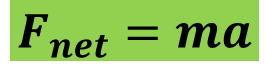 F_net = ma